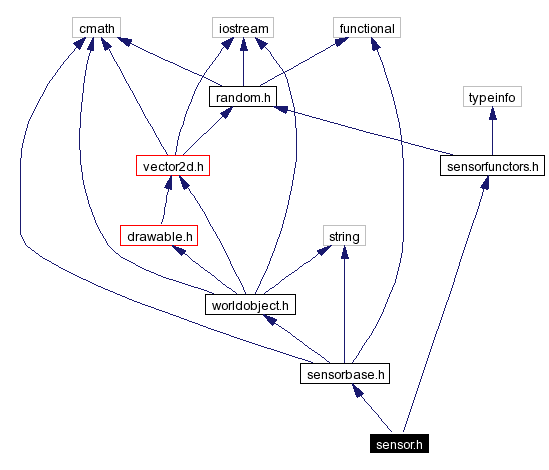 cmath
iostream
functional
random.h
typeinfo
vector2d.h
sensorfunctors.h
drawable.h
string
worldobject.h
sensorbase.h
sensor.h